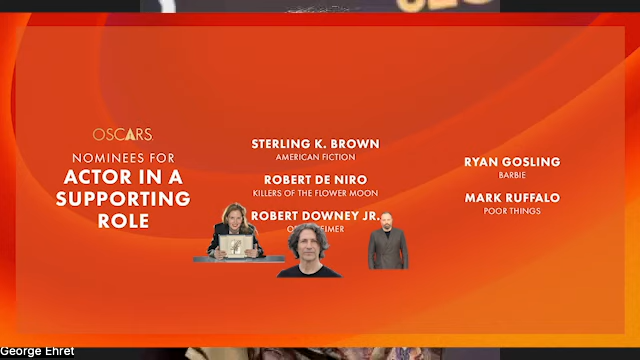 OSCARS
NOMINEES FOR
ACTOR IN A
SUPPORTING
ROLE
STERLING K. BROWN
AMERICAN FICTION
ROBERT DE NIRO
KILLERS OF THE FLOWER MOON
ROBERT DOWNEY JR.
RYAN GOSLING
BARBIE
MARK RUFFALO
POOR THINGS
George Ehret